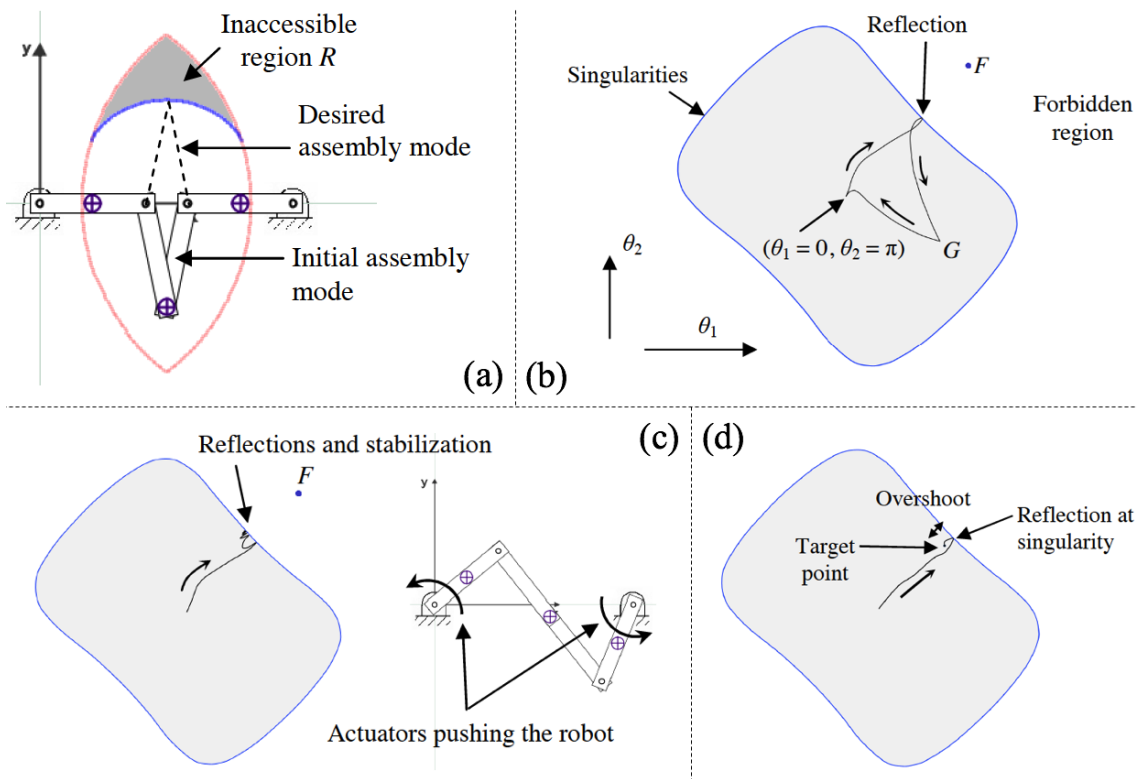 Inaccessible
region R
y
Desired
assembly mode
Initial assembly
mode
(a)
Reflection
F
Singularities
Forbidden
region
(θ₁ = 0, θ₂ = π)
G
θ₂
θ₁
(b)
Reflections and stabilization
(c)
F
y
Actuators pushing the robot
(d)
Overshoot
Reflection at
singularity
Target
point